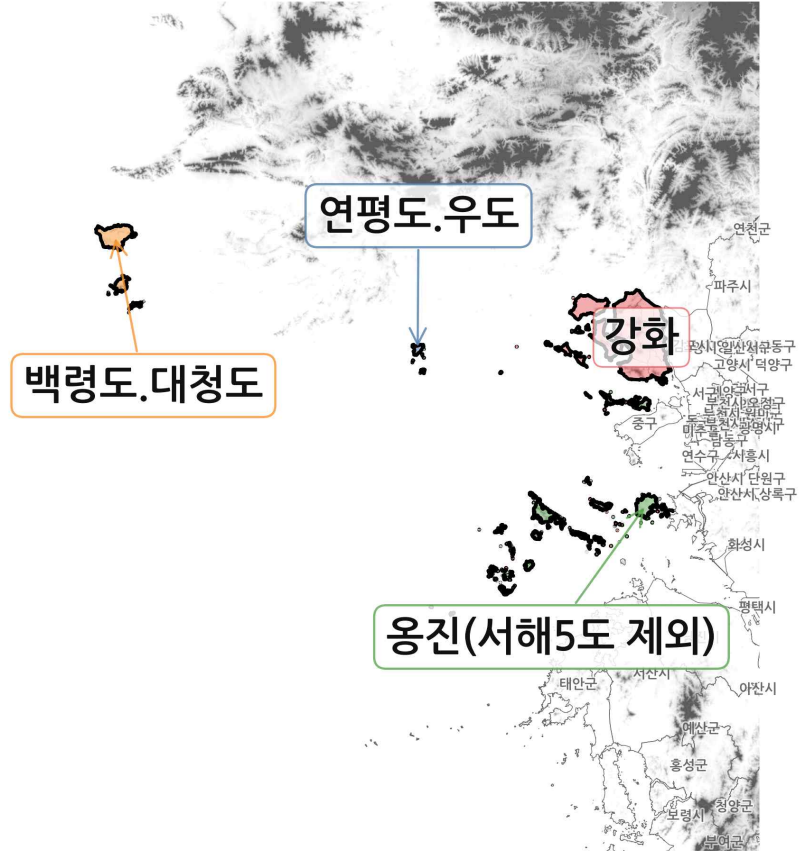 연평도.우도
연천군
파주시
강화
고양시 덕양구
백령도.대청도
중구
연수구
시흥시
안산시 단원구
안산시 상록구
화성시
평택시
옹진(서해5도 제외)
서산시
태안군
아산시
예산군
홍성군
청양군
보령시
부여군